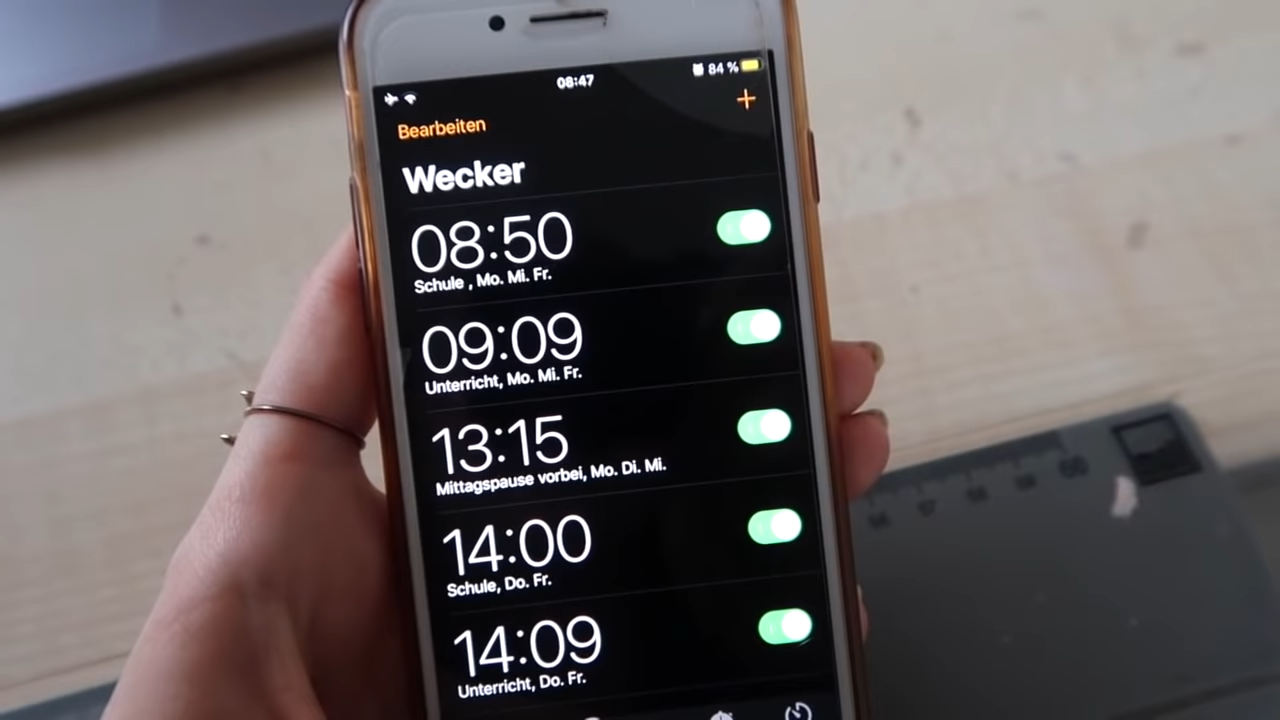 08:47
84 %
Bearbeiten
+
Wecker
08:50
Schule , Mo. Mi. Fr.
09:09
Unterricht, Mo. Mi. Fr.
13:15
Mittagspause vorbei, Mo. Di. Mi.
14:00
Schule, Do. Fr.
14:09
Unterricht, Do. Fr.